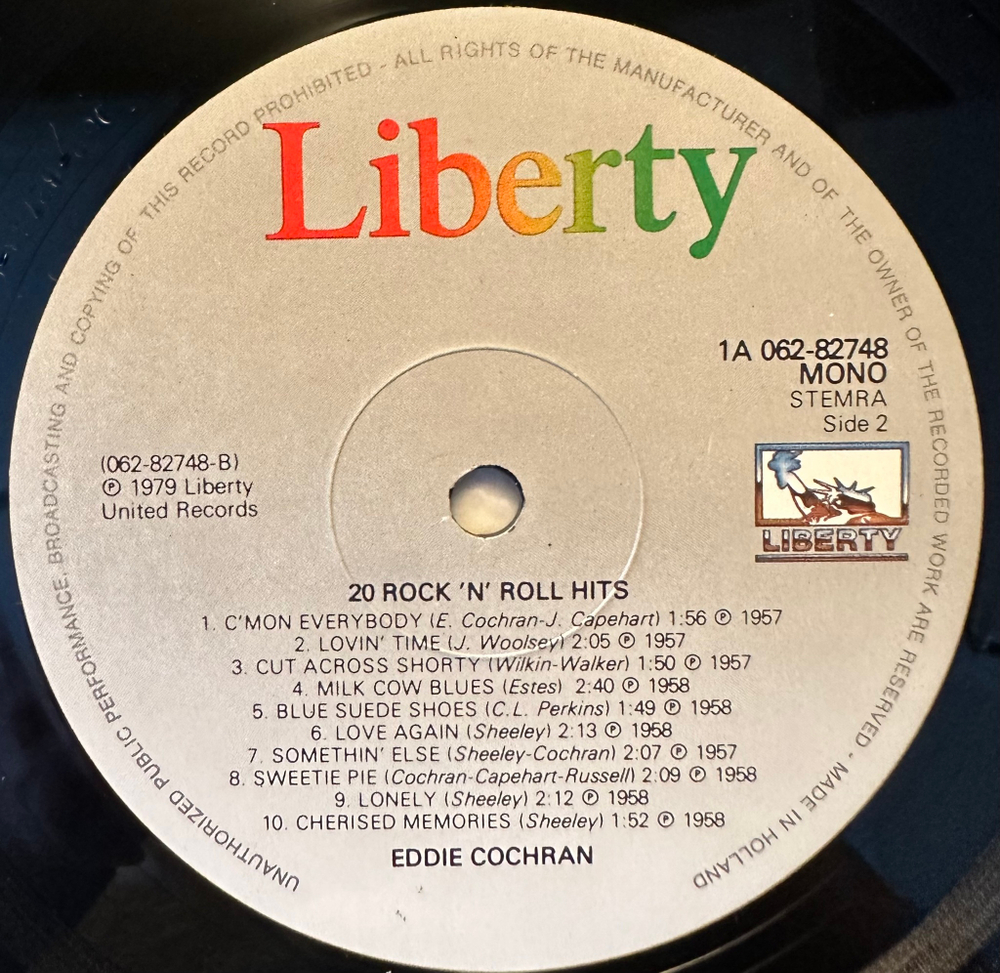 UNAUTHORIZED PUBLIC PERFORMANCE, BROADCASTING AND COPYING OF THIS RECORD PROHIBITED - ALL RIGHTS OF THE MANUFACTURER AND OF THE OWNER OF THE RECORDED WORK ARE RESERVED - MADE IN HOLLAND
Liberty
1A 062-82748
MONO
STEMRA
Side 2
LIBERTY
(062-82748-B)
℗ 1979 Liberty
United Records
20 ROCK 'N' ROLL HITS
1. C'MON EVERYBODY (E. Cochran-J. Capehart) 1:56 ℗ 1957
2. LOVIN' TIME (J. Woolsey) 2:05 ℗ 1957
3. CUT ACROSS SHORTY (Wilkin-Walker) 1:50 ℗ 1957
4. MILK COW BLUES (Estes) 2:40 ℗ 1958
5. BLUE SUEDE SHOES (C.L. Perkins) 1:49 ℗ 1958
6. LOVE AGAIN (Sheeley) 2:13 ℗ 1958
7. SOMETHIN' ELSE (Sheeley-Cochran) 2:07 ℗ 1957
8. SWEETIE PIE (Cochran-Capehart-Russell) 2:09 ℗ 1958
9. LONELY (Sheeley) 2:12 ℗ 1958
10. CHERISED MEMORIES (Sheeley) 1:52 ℗ 1958
EDDIE COCHRAN